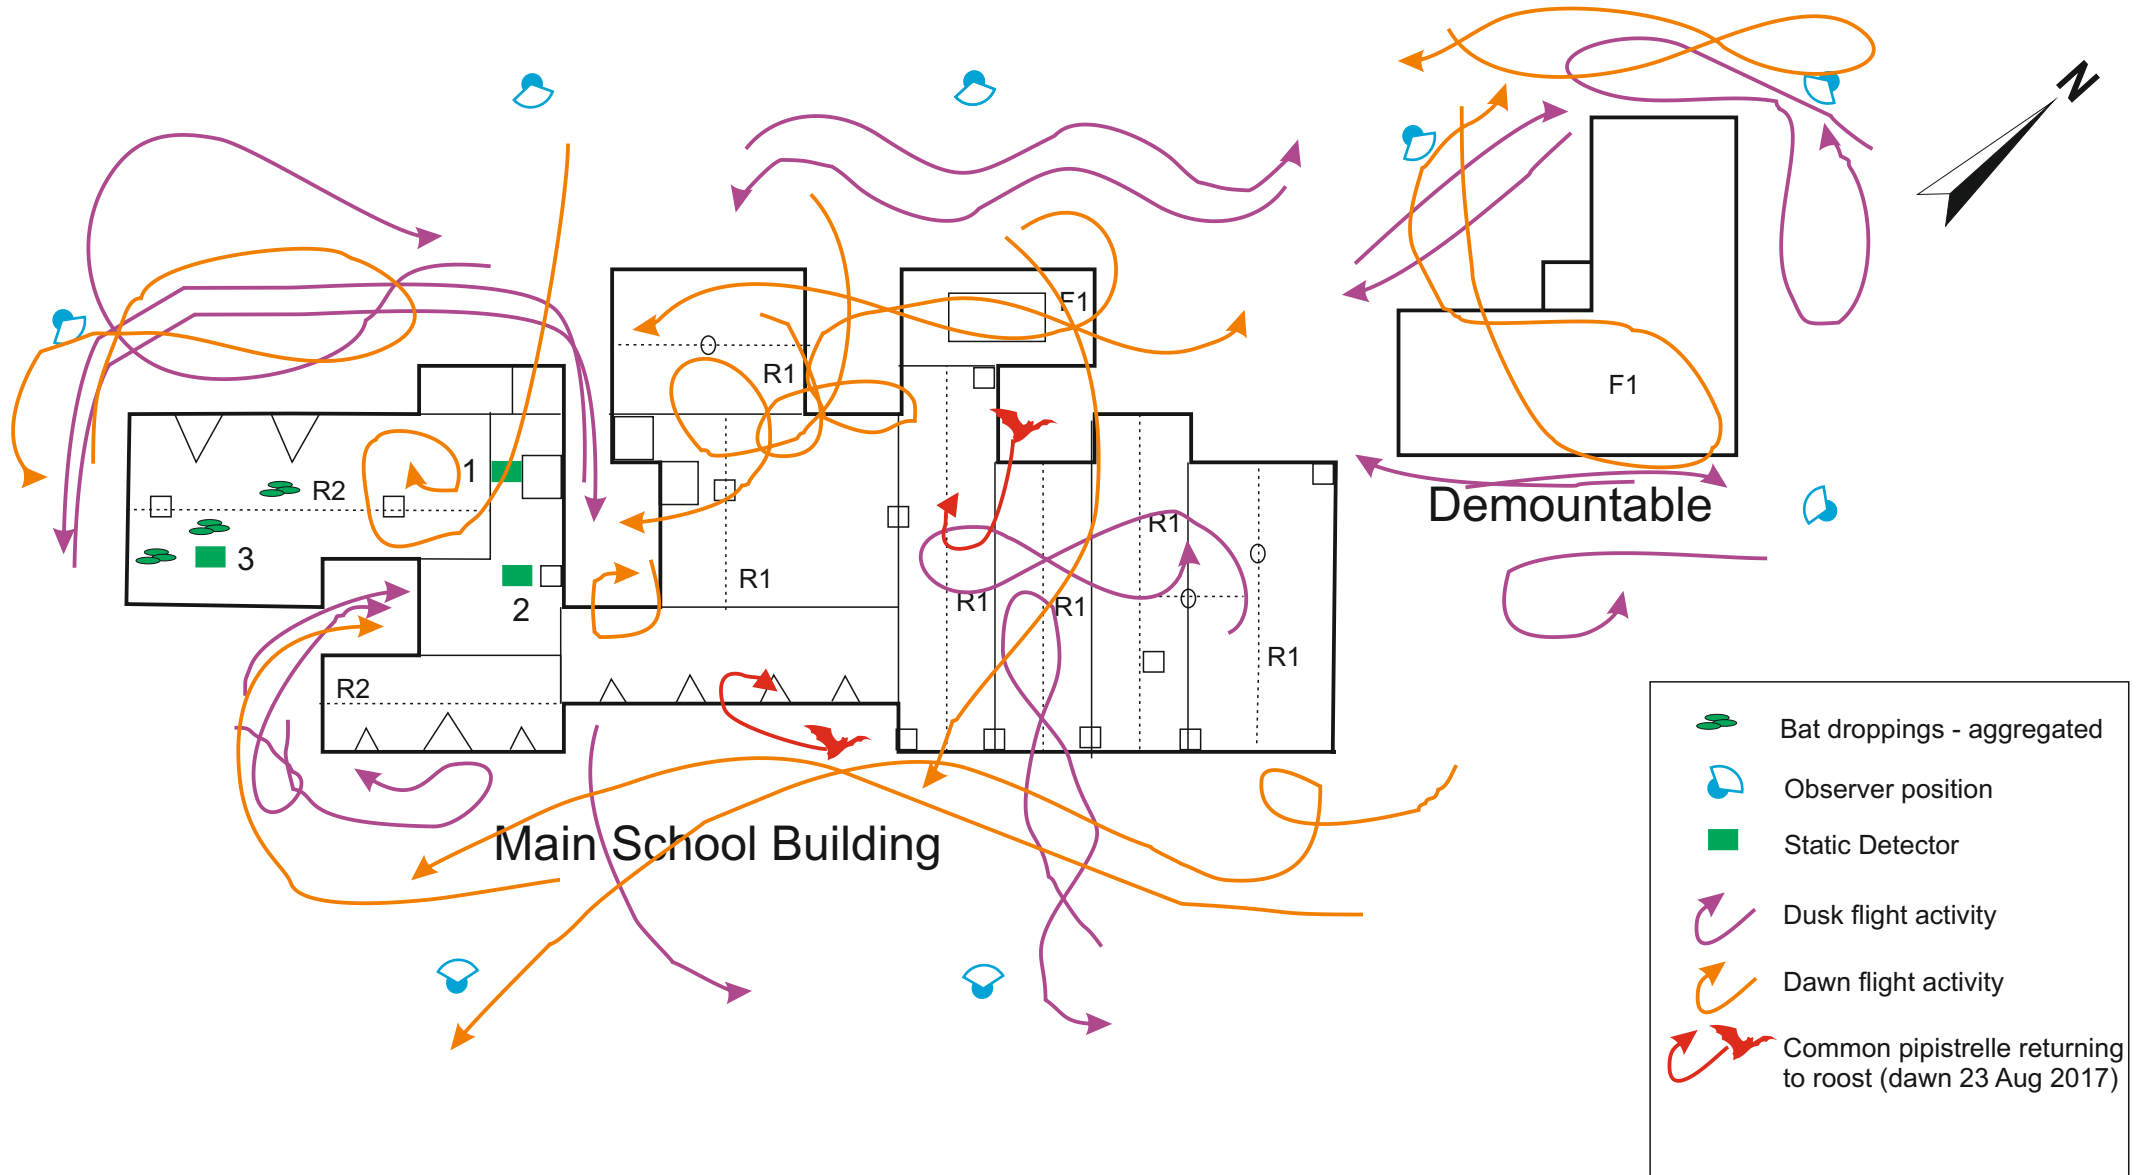 N
F1
R1
F1
1
R2
3
2
R1
R1
R1
R1
R1
R2
Demountable
Main School Building
Bat droppings - aggregated
Observer position
Static Detector
Dusk flight activity
Dawn flight activity
Common pipistrelle returning
to roost (dawn 23 Aug 2017)